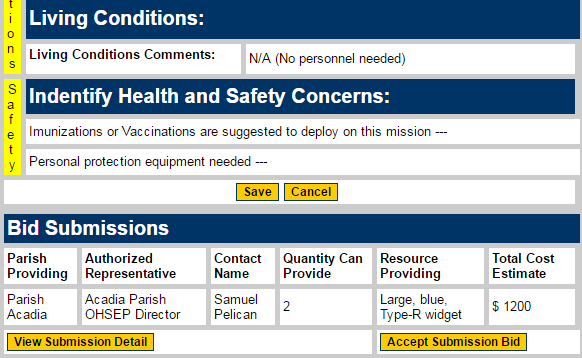 t
i
o
n
s
Living Conditions:
Living Conditions Comments:
N/A (No personnel needed)
S
a
f
e
t
y
Indentify Health and Safety Concerns:
Imunizations or Vaccinations are suggested to deploy on this mission ---
Personal protection equipment needed ---
Save
Cancel
Bid Submissions
Parish
Providing
Authorized
Representative
Contact
Name
Quantity Can
Provide
Resource
Providing
Total Cost
Estimate
Parish
Acadia
Acadia Parish
OHSEP Director
Samuel
Pelican
2
Large, blue,
Type-R widget
$ 1200
View Submission Detail
Accept Submission Bid